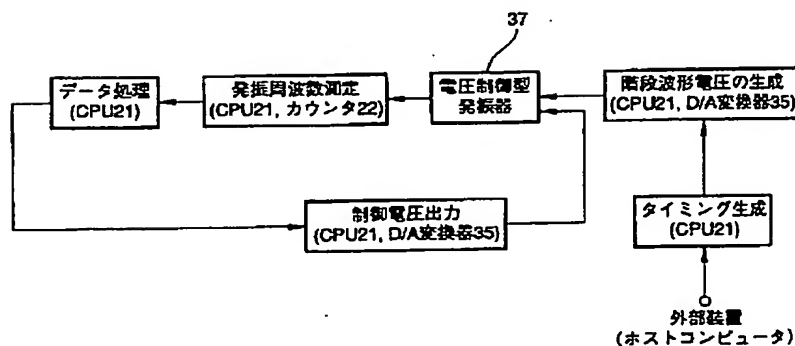 37
データ処理
(CPU21)
発振周波数測定
(CPU21, カウンタ22)
電圧制御型
発振器
階段波形電圧の生成
(CPU21, D/A変換器35)
制御電圧出力
(CPU21, D/A変換器35)
タイミング生成
(CPU21)
外部装置
(ホストコンピュータ)